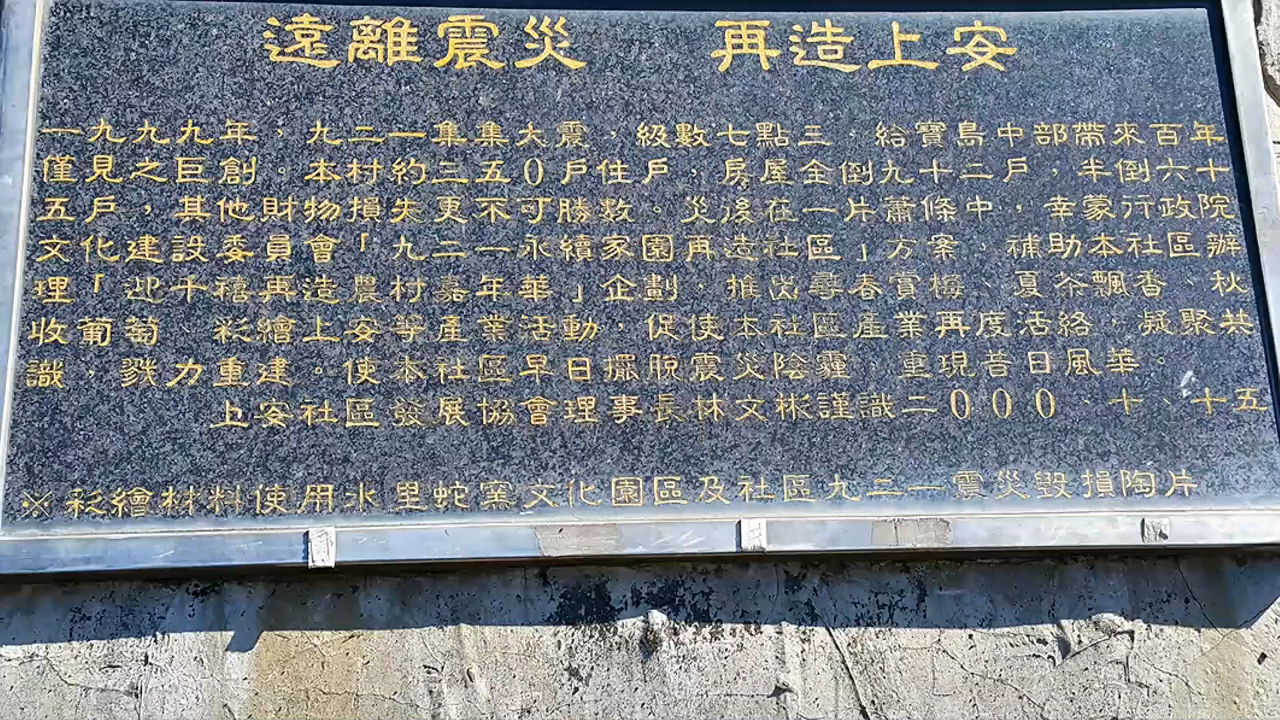 遠離震災 再造上安
一九九九年，九二一集集大震，級數七點三，給寶島中部帶來百年
僅見之巨創。本村約三五0戶住戶，房屋全倒九十二戶，半倒六十
五戶，其他財物損失更不可勝數。災後在一片蕭條中，幸蒙行政院
文化建設委員會「九二一永續家園再造社區」方案，補助本社區辦
理「迎千禧再造農村嘉年華」企劃，推出尋春賞梅、夏茶飄香、秋
收葡萄、彩繪上安等產業活動，促使本社區產業再度活絡，凝聚共
識，戮力重建。使本社區早日擺脫震災陰霾，重現昔日風華。
上安社區發展協會理事長林文彬謹識二000、十、十五
※彩繪材料使用水里蛇窯文化園區及社區九二一震災毀損陶片